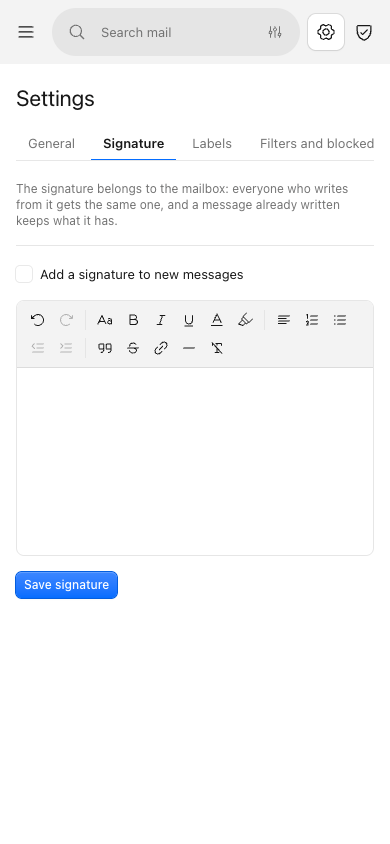 Search mail
Settings
General Signature Labels Filters and blocked
The signature belongs to the mailbox: everyone who writes
from it gets the same one, and a message already written
keeps what it has.
Add a signature to new messages
Aa B I U A
Save signature